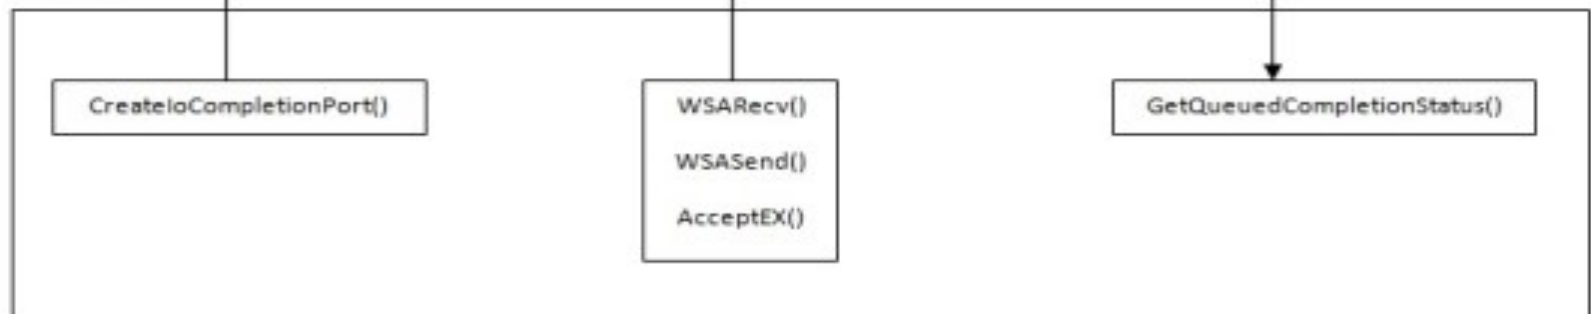 CreateIoCompletionPort()
WSARecv()
WSASend()
AcceptEX()
GetQueuedCompletionStatus()